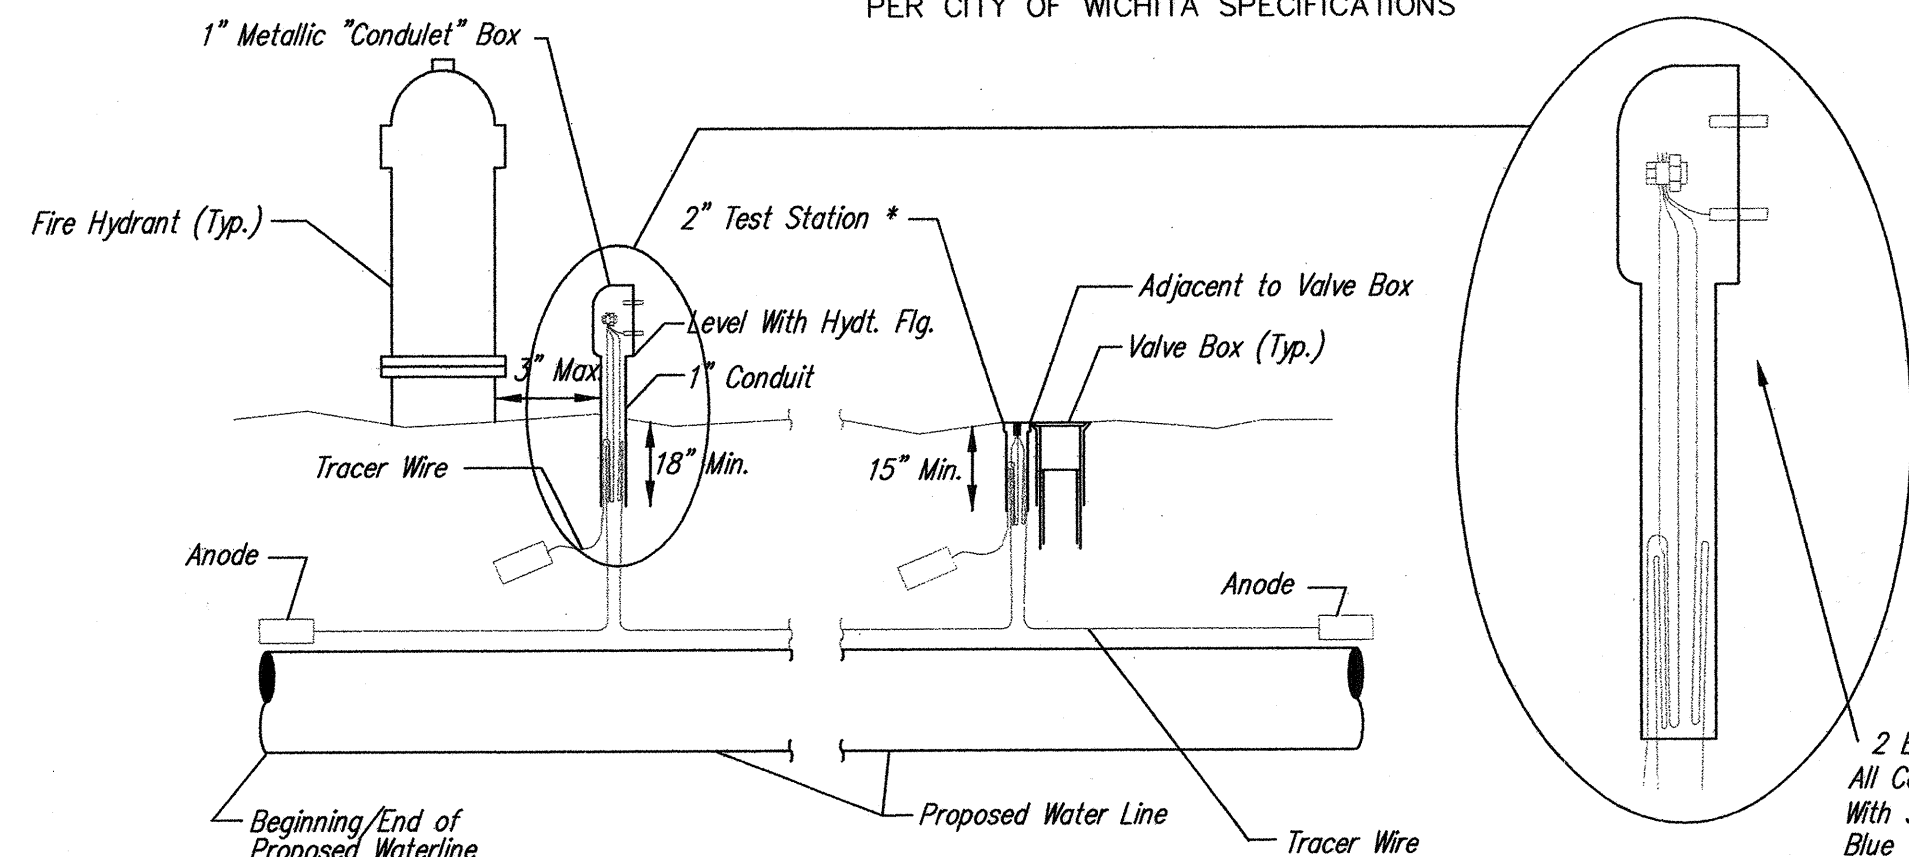 PER CITY OF WICHITA SPECIFICATIONS
1" Metallic "Condulet" Box
Fire Hydrant (Typ.)
2" Test Station *
Adjacent to Valve Box
Level With Hydt. Flg.
Valve Box (Typ.)
3" Max.
1" Conduit
Tracer Wire
18" Min.
15" Min.
Anode
Anode
2
All
With
Blue
Beginning/End of
Proposed Waterline
Proposed Water Line
Tracer Wire